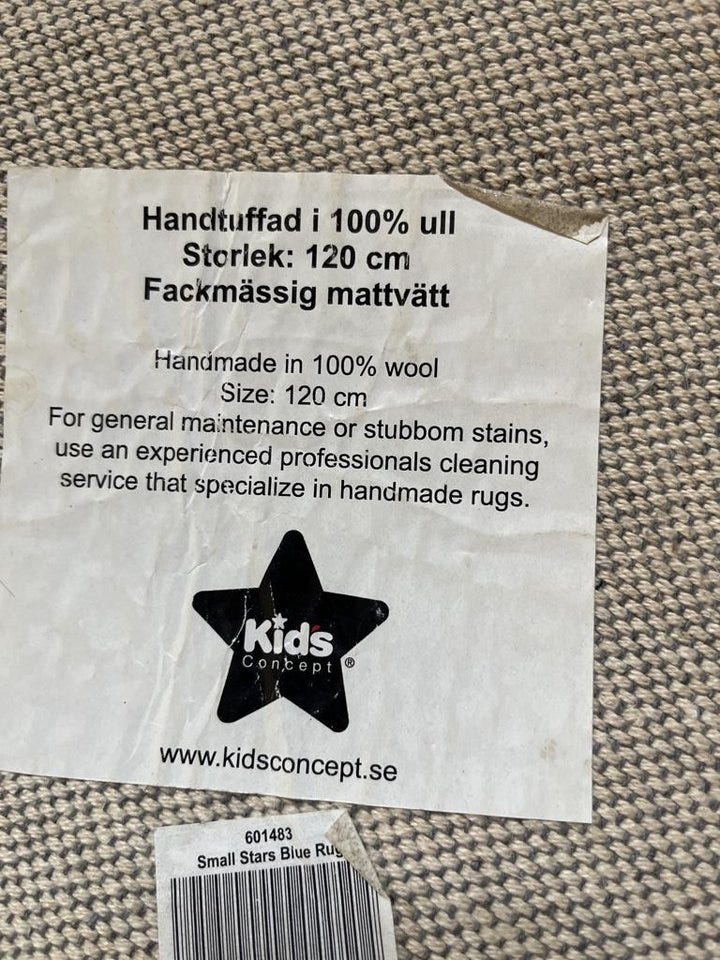 Handtuffad i 100% ull
Storlek: 120 cm
Fackmässig mattvätt
Handmade in 100% wool
Size: 120 cm
For general maintenance or stubbom stains,
use an experienced professionals cleaning
service that specialize in handmade rugs.
Kid's
Concept ®
www.kidsconcept.se
601483
Small Stars Blue Rug